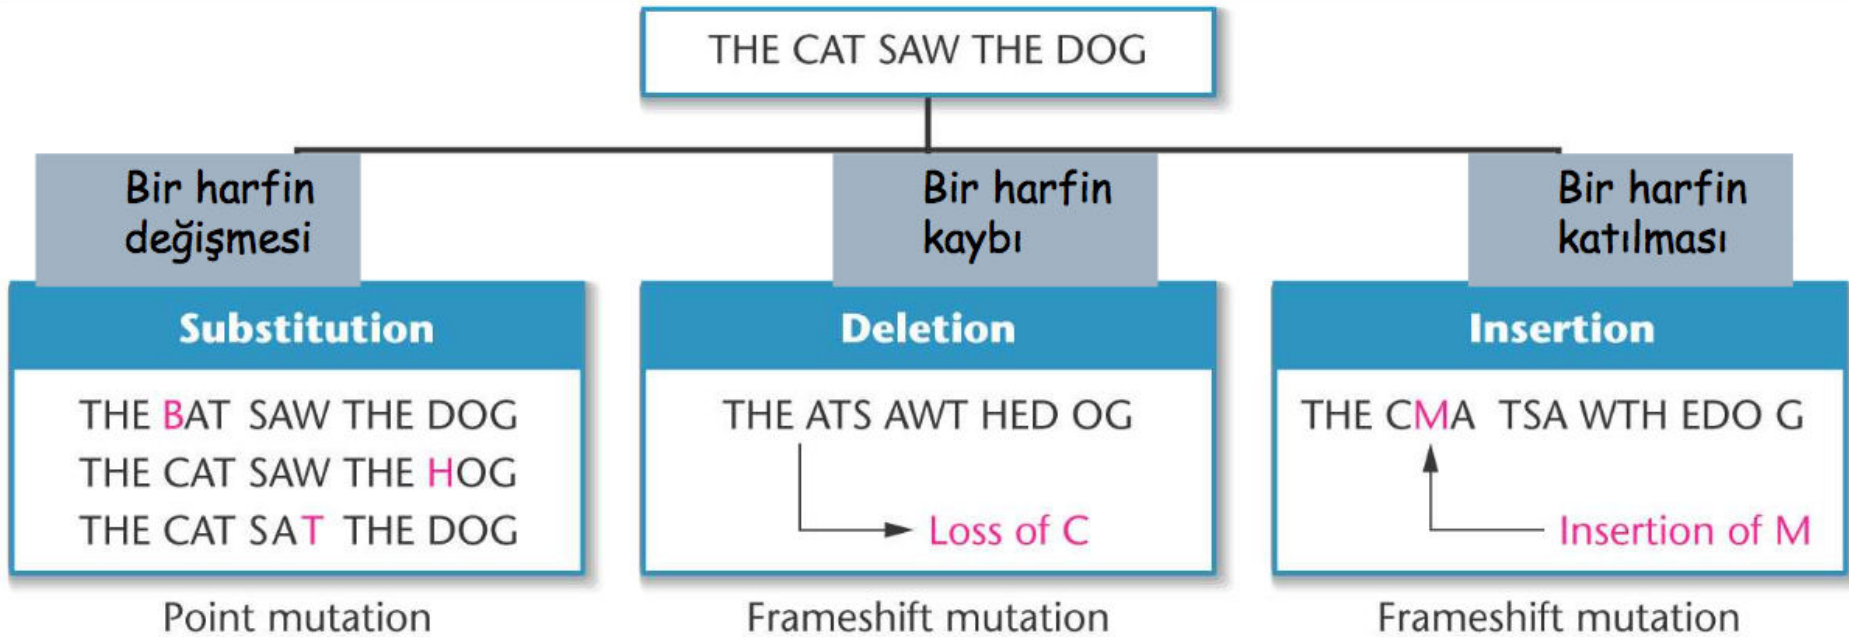 THE CAT SAW THE DOG
Bir harfin
değişmesi
Substitution
THE BAT SAW THE DOG
THE CAT SAW THE HOG
THE CAT SAT THE DOG
Point mutation
Bir harfin
kaybı
Deletion
THE ATS AWT HED OG
Loss of C
Frameshift mutation
Bir harfin
katılması
Insertion
THE CMA TSA WTH EDO G
Insertion of M
Frameshift mutation